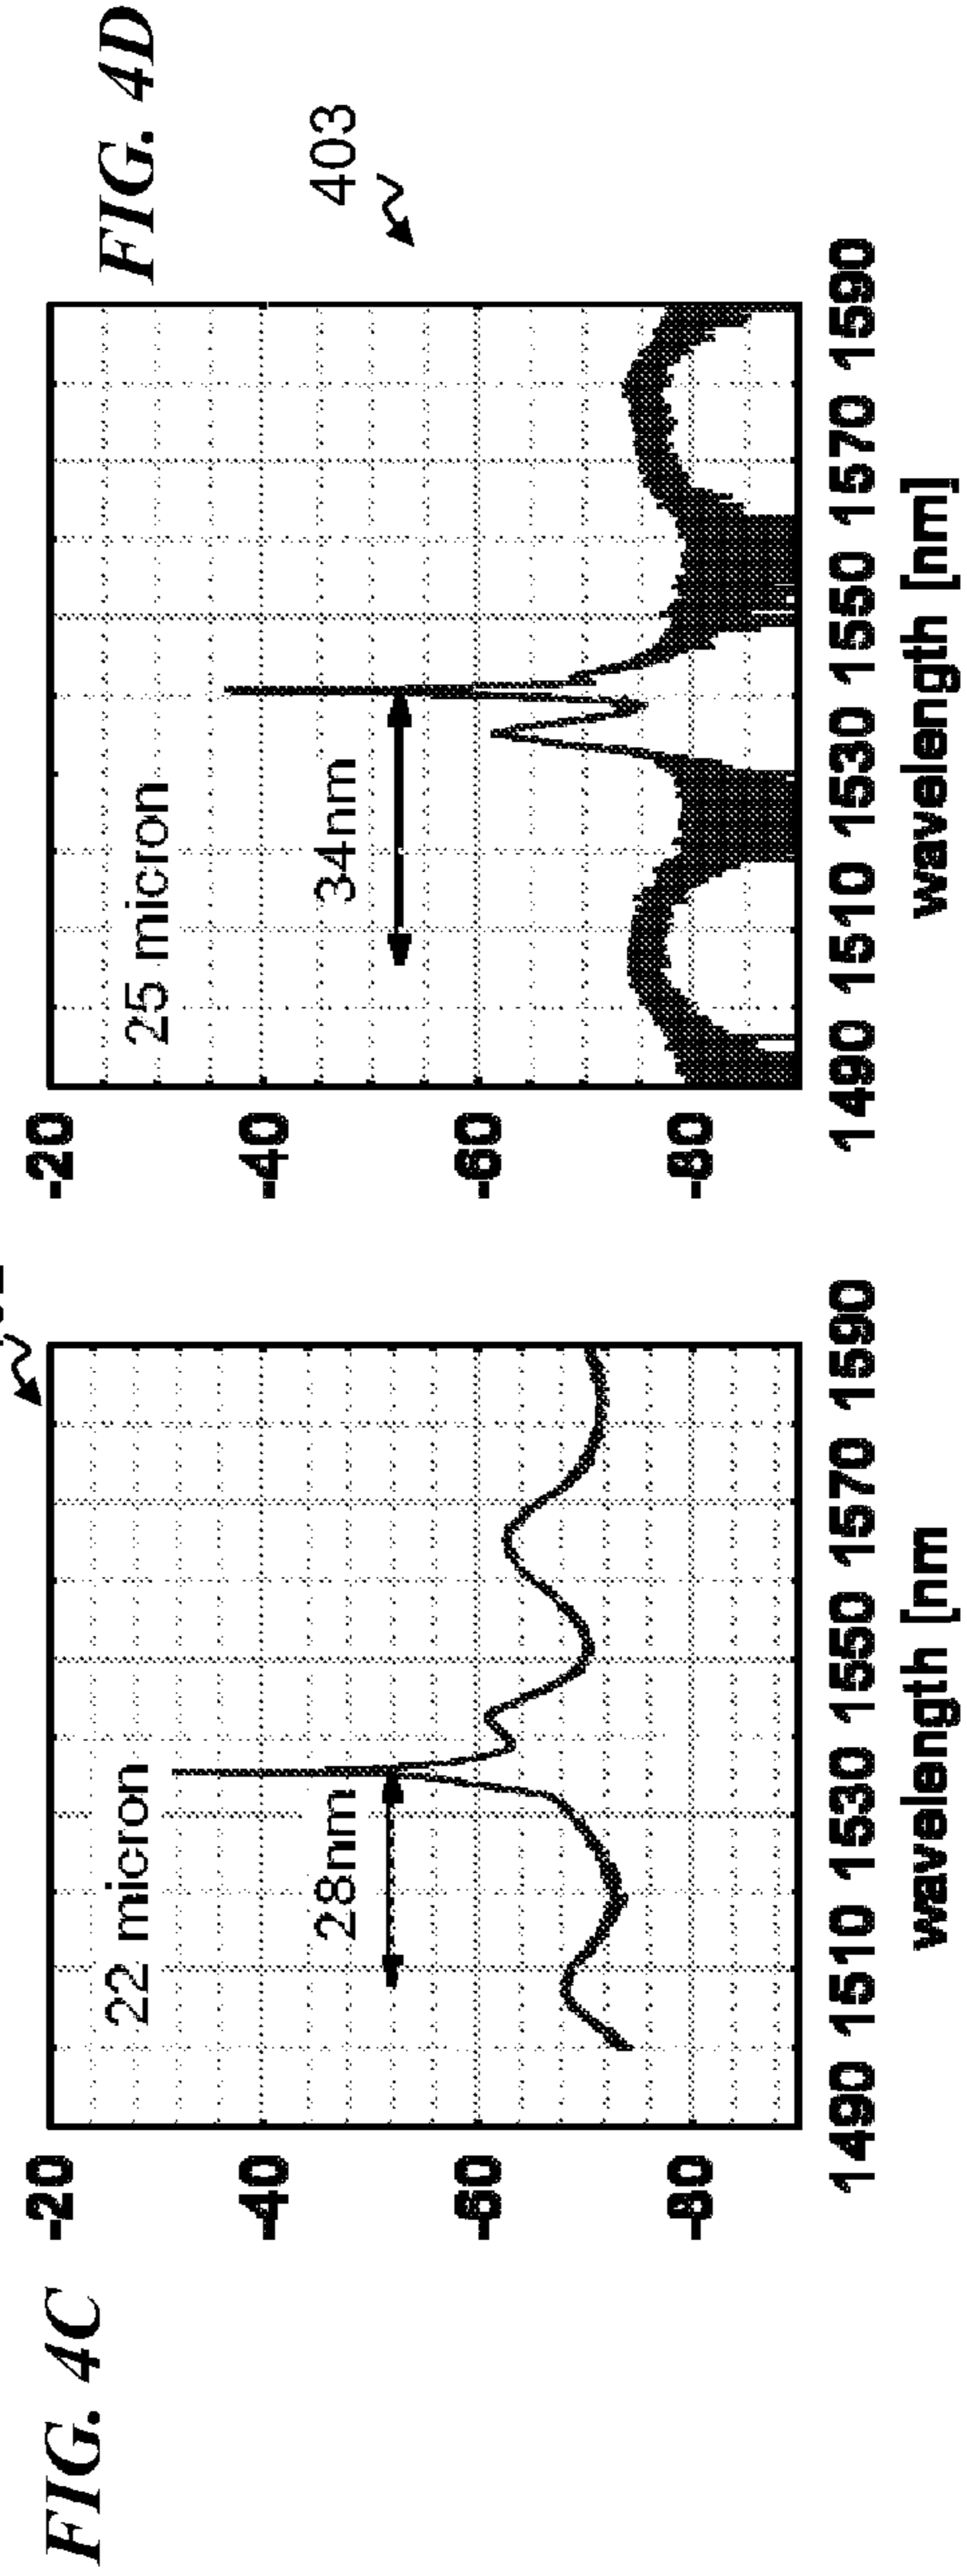 FIG. 4C
22 micron
28nm
-20
-40
-60
-80
1490 1510 1530 1550 1570 1590
wavelength [nm
FIG. 4D
403
25 micron
34nm
-20
-40
-60
-80
1490 1510 1530 1550 1570 1590
wavelength [nm]